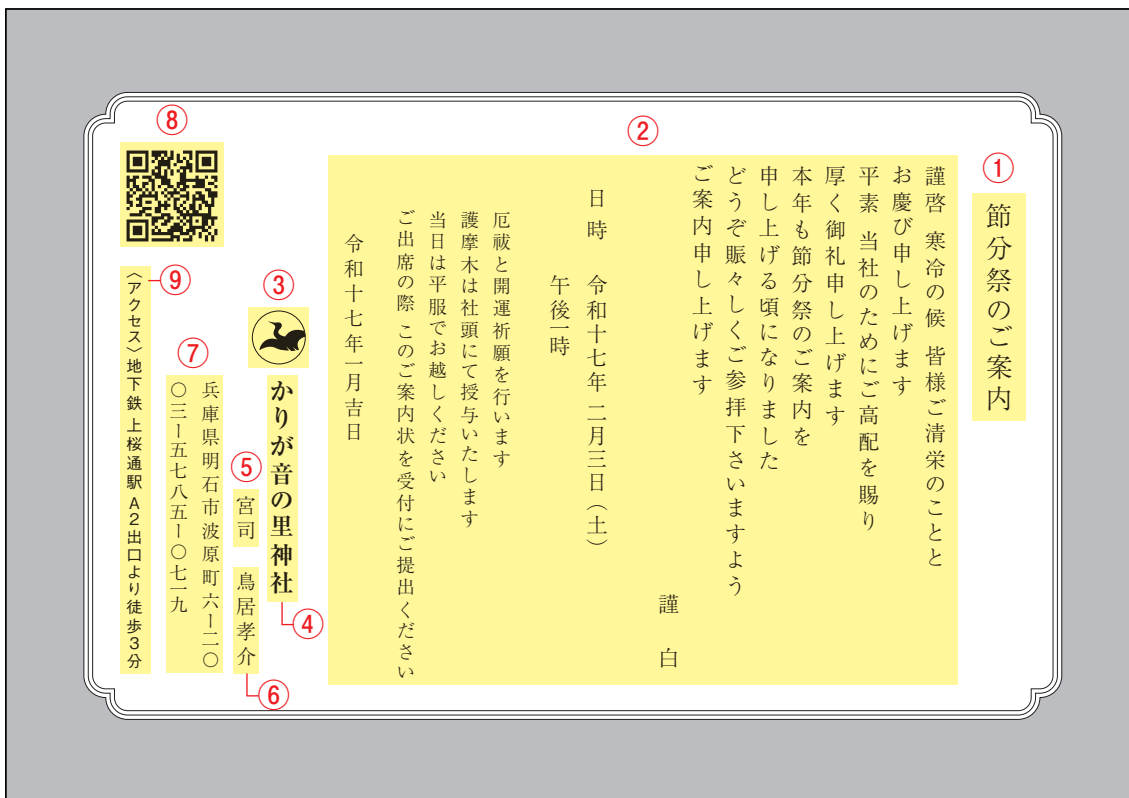 ①
節分祭のご案内
②
謹啓 寒冷の候 皆様ご清栄のことと
お慶び申し上げます
平素 当社のためにご高配を賜り
厚く御礼申し上げます
本年も節分祭のご案内を
申し上げる頃になりました
どうぞ賑々しくご参拝下さいますよう
ご案内申し上げます
謹 白
日 時 令和十七年 二月三日（土）
午後一時
厄祓と開運祈願を行います
護摩木は社頭にて授与いたします
当日は平服でお越しください
ご出席の際 このご案内状を受付にご提出ください
令和十七年一月吉日
③
かりが音の里神社
④
⑤
宮司 鳥居孝介
⑥
⑦
兵庫県明石市波原町六ー二〇
〇三ー五七八五ー〇七一九
⑧
⑨
〈アクセス〉地下鉄 上桜通駅 A2出口より徒歩3分